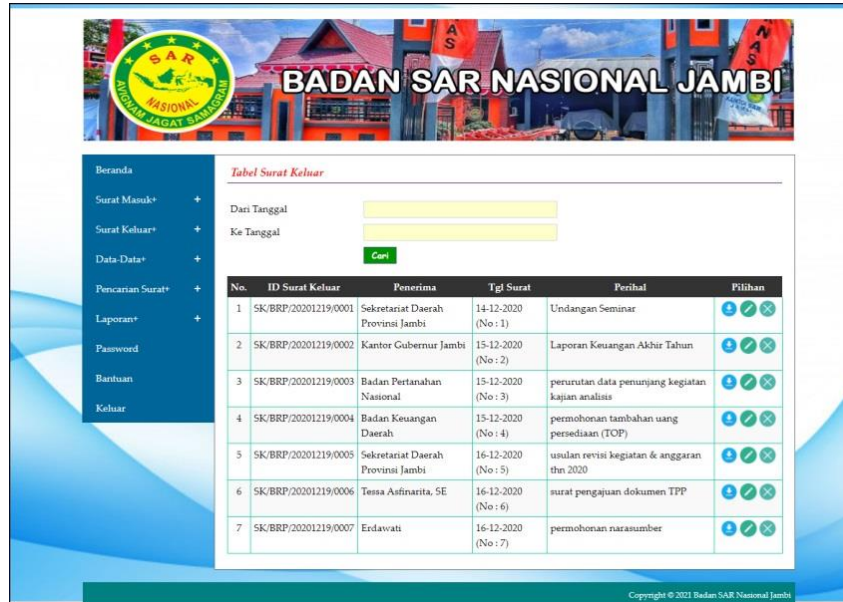 SAR
NASIONAL
AVIGNAM JAGAT SAMAGRAM
BADAN SAR NASIONAL JAMBI
Beranda
Surat Masuk+ +
Surat Keluar+ +
Data-Data+ +
Pencarian Surat+ +
Laporan+ +
Password
Bantuan
Keluar
Tabel Surat Keluar
Dari Tanggal
Ke Tanggal
Cari
No. ID Surat Keluar Penerima Tgl Surat Perihal Pilihan
1 SK/BRP/20201219/0001 Sekretariat Daerah 14-12-2020 Undangan Seminar
Provinsi Jambi (No : 1)
2 SK/BRP/20201219/0002 Kantor Gubernur Jambi 15-12-2020 Laporan Keuangan Akhir Tahun
(No : 2)
3 SK/BRP/20201219/0003 Badan Pertanahan 15-12-2020 perurutan data penunjang kegiatan
Nasional (No : 3) kajian analisis
4 SK/BRP/20201219/0004 Badan Keuangan 15-12-2020 permohonan tambahan uang
Daerah (No : 4) persediaan (TOP)
5 SK/BRP/20201219/0005 Sekretariat Daerah 16-12-2020 usulan revisi kegiatan & anggaran
Provinsi Jambi (No : 5) thn 2020
6 SK/BRP/20201219/0006 Tessa Asfinarita, SE 16-12-2020 surat pengajuan dokumen TPP
(No : 6)
7 SK/BRP/20201219/0007 Erdawati 16-12-2020 permohonan narasumber
(No : 7)
Copyright © 2021 Badan SAR Nasional Jambi